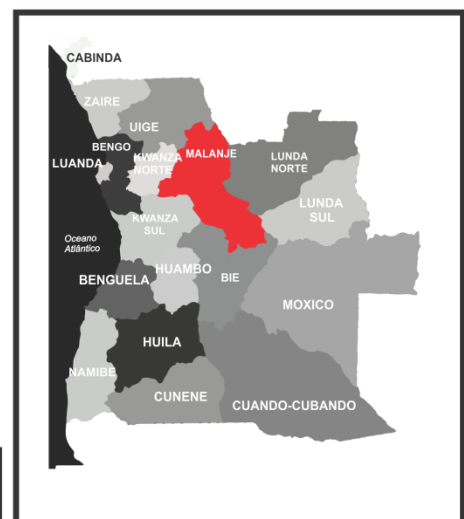 CABINDA
ZAIRE
UIGE
BENGO
LUANDA
KWANZA
NORTE
MALANJE
LUNDA
NORTE
LUNDA
SUL
KWANZA
SUL
Oceano
Atlântico
BENGUELA
HUAMBO
BIE
MOXICO
HUILA
NAMIBE
CUNENE
CUANDO-CUBANDO